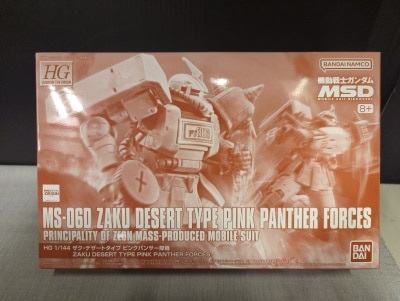 HG
BANDAI NAMCO
機動戦士ガンダム
MSD
MOBILE SUIT DISCOVERY
8+
MS-06D ZAKU DESERT TYPE PINK PANTHER FORCES
PRINCIPALITY OF ZEON MASS-PRODUCED MOBILE SUIT
HG 1/144 ザク・デザートタイプ ピンクパンサー隊機
ZAKU DESERT TYPE PINK PANTHER FORCES
BAN
DAI